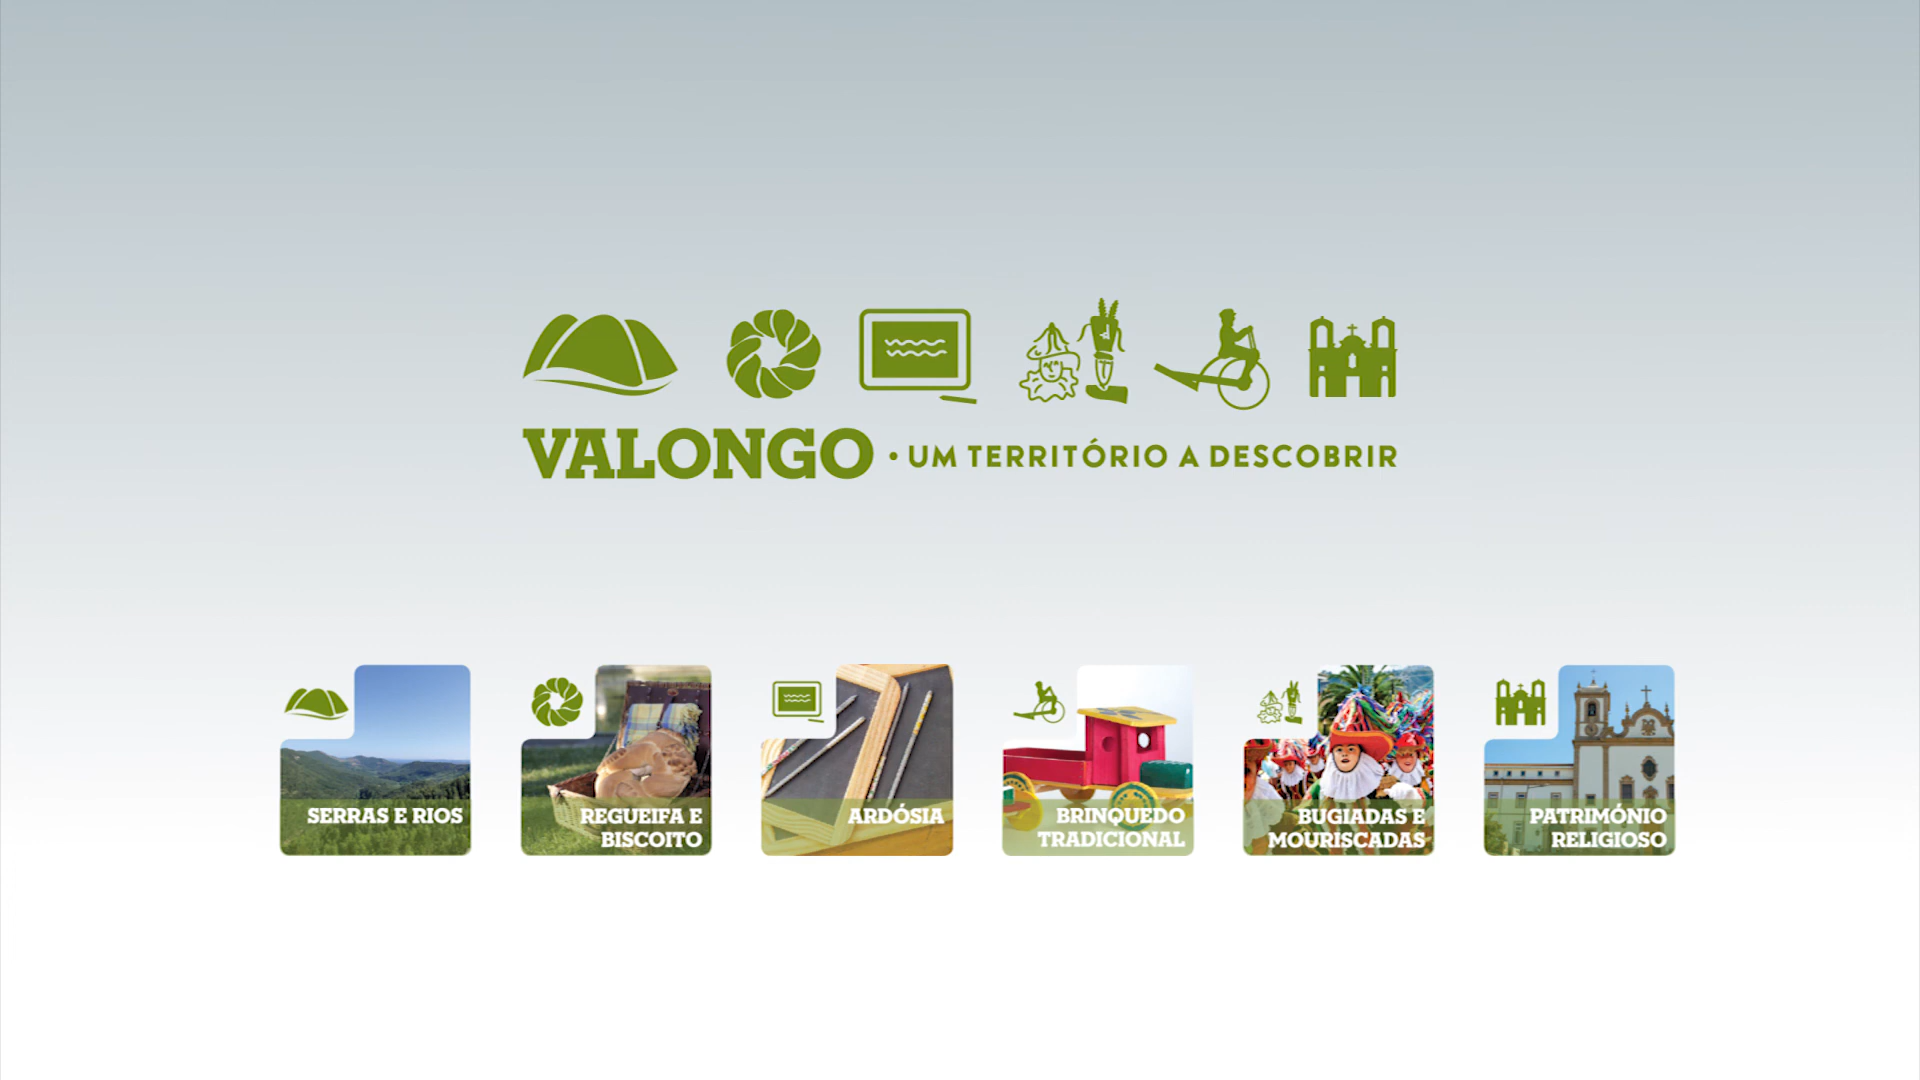 VALONGO • UM TERRITÓRIO A DESCOBRIR
SERRAS E RIOS
REGUEIFA E
BISCOITO
ARDÓSIA
BRINQUEDO
TRADICIONAL
BUGIADAS E
MOURISCADAS
PATRIMÓNIO
RELIGIOSO